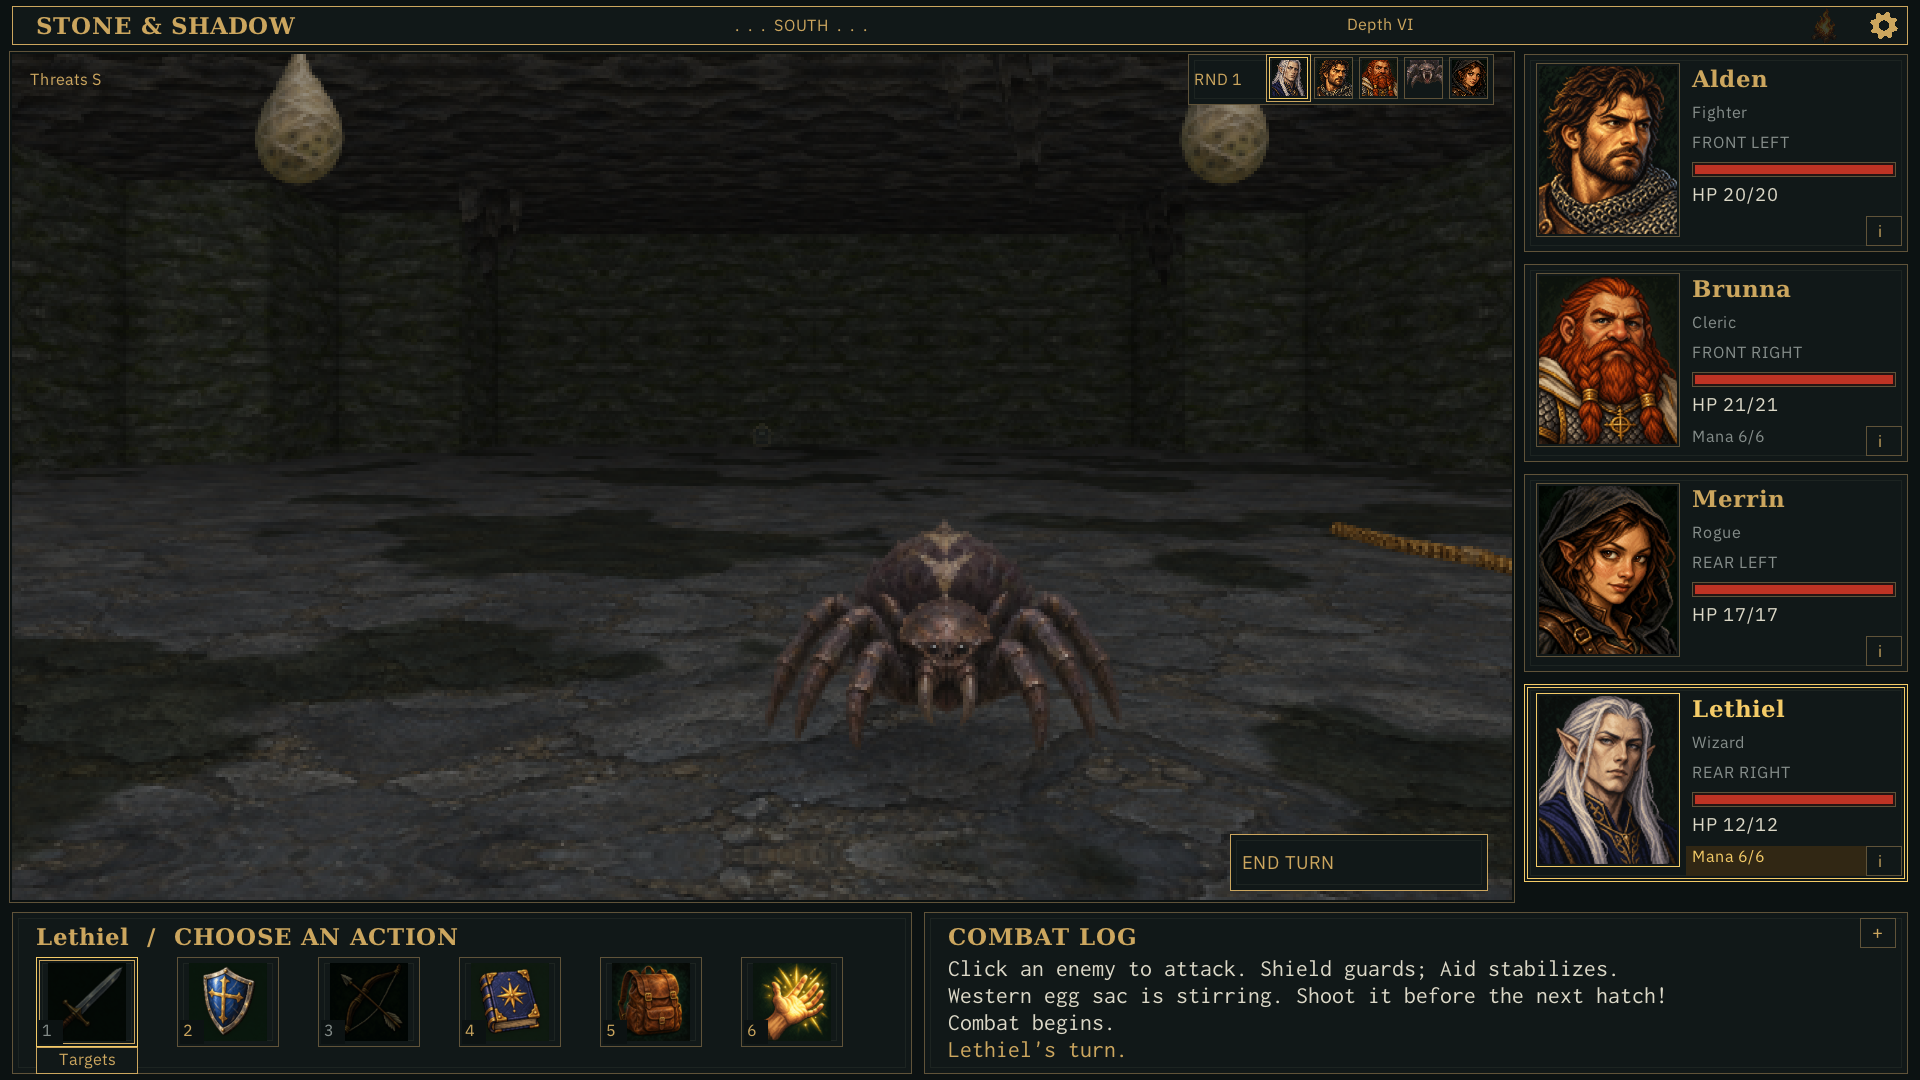 STONE & SHADOW
. . . SOUTH . . .
Depth VI
Threats S
RND 1
Alden
Fighter
FRONT LEFT
HP 20/20
i
Brunna
Cleric
FRONT RIGHT
HP 21/21
Mana 6/6
i
Merrin
Rogue
REAR LEFT
HP 17/17
i
Lethiel
Wizard
REAR RIGHT
HP 12/12
Mana 6/6
i
END TURN
Lethiel / CHOOSE AN ACTION
1
2
3
4
5
6
Targets
COMBAT LOG
+
Click an enemy to attack. Shield guards; Aid stabilizes.
Western egg sac is stirring. Shoot it before the next hatch!
Combat begins.
Lethiel's turn.